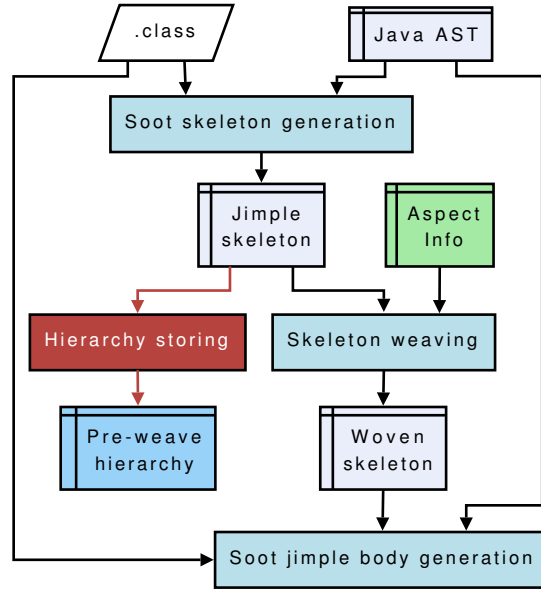 .class
Java AST
Soot skeleton generation
Jimple
skeleton
Aspect
Info
Hierarchy storing
Skeleton weaving
Pre-weave
hierarchy
Woven
skeleton
Soot jimple body generation